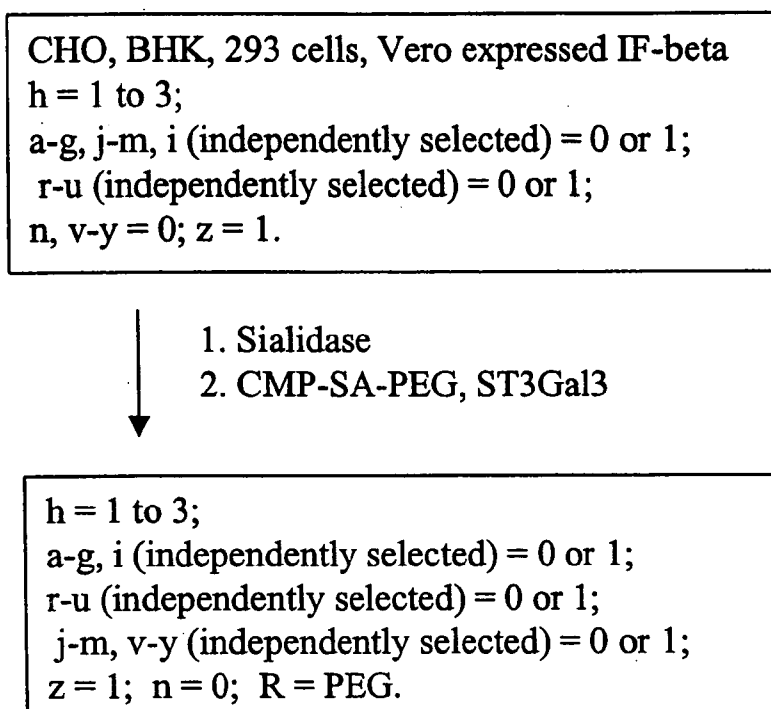 CHO, BHK, 293 cells, Vero expressed IF-beta
h = 1 to 3;
a-g, j-m, i (independently selected) = 0 or 1;
r-u (independently selected) = 0 or 1;
n, v-y = 0; z = 1.
1. Sialidase
2. CMP-SA-PEG, ST3Gal3
h = 1 to 3;
a-g, i (independently selected) = 0 or 1;
r-u (independently selected) = 0 or 1;
j-m, v-y (independently selected) = 0 or 1;
z = 1; n = 0; R = PEG.